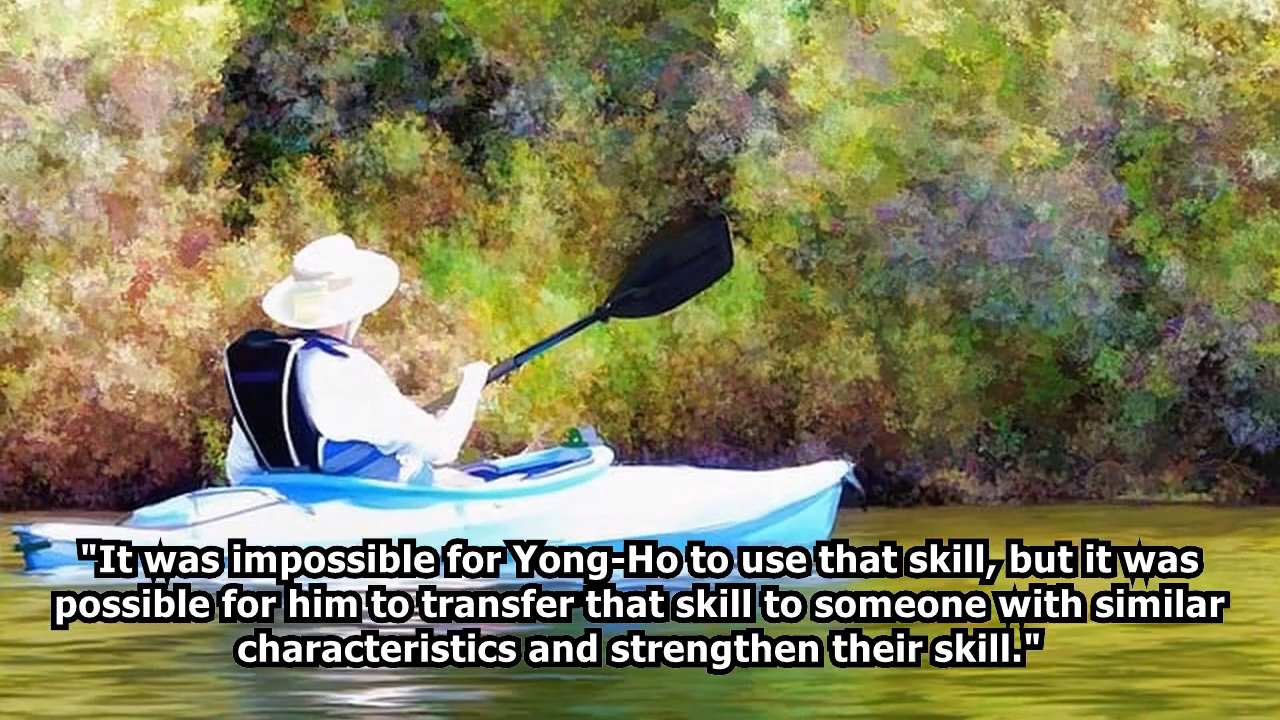 "It was impossible for Yong-Ho to use that skill, but it was
possible for him to transfer that skill to someone with similar
characteristics and strengthen their skill."